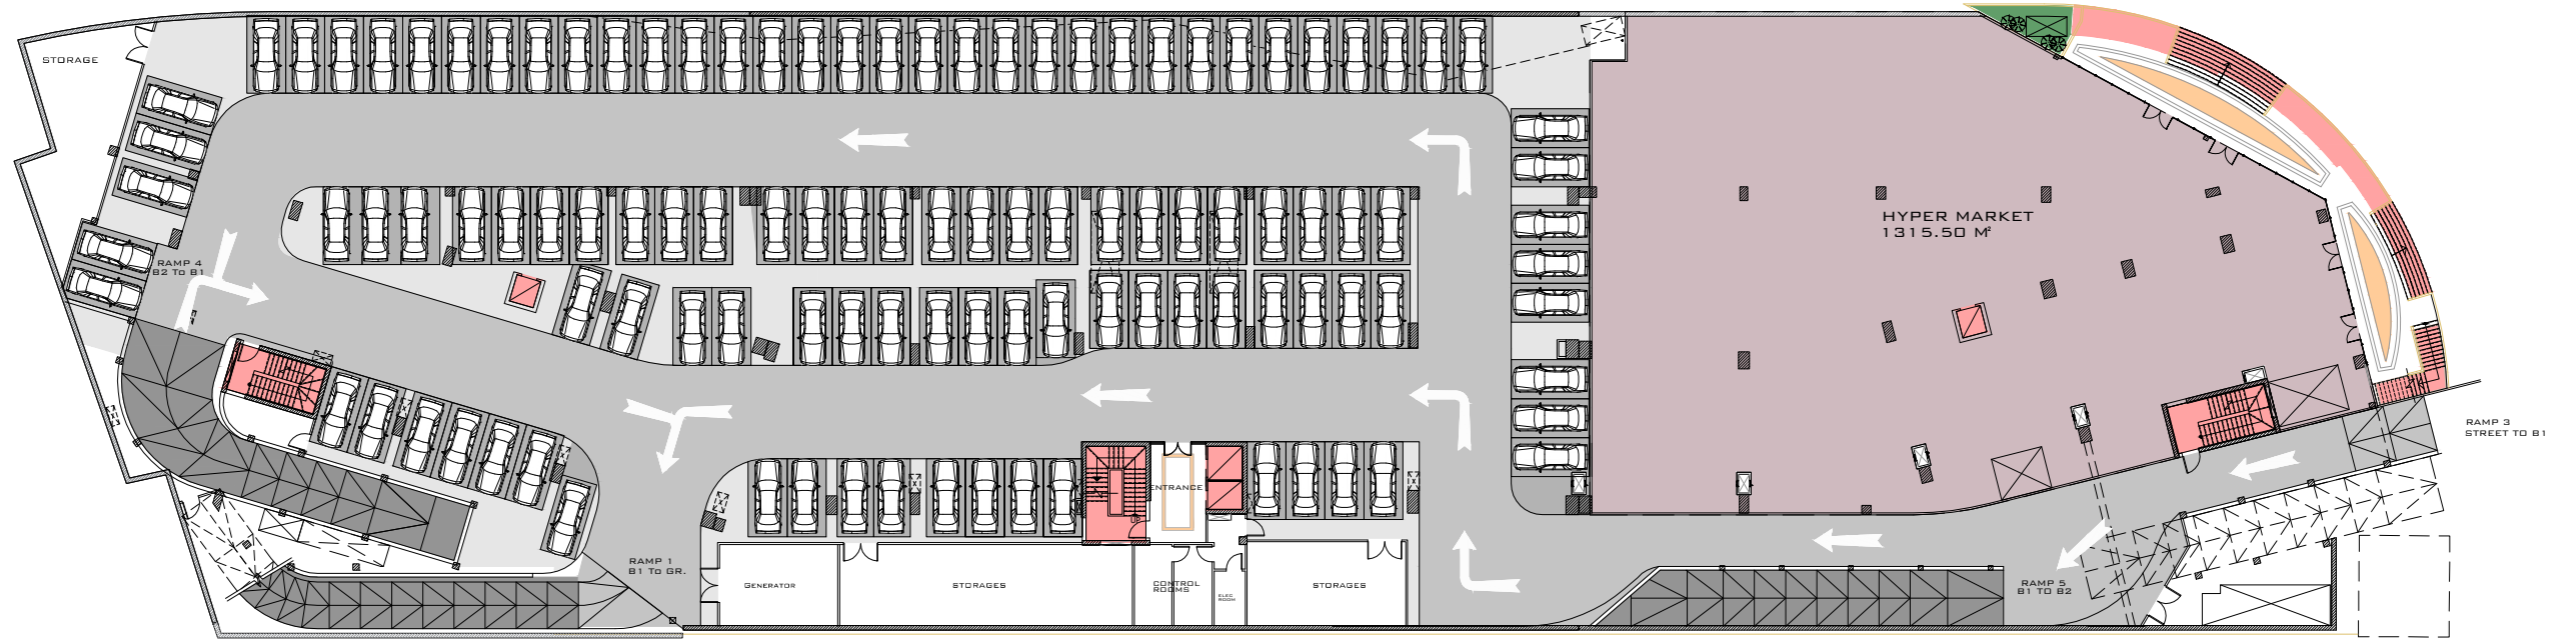 STORAGE
HYPER MARKET
1315.50 M²
RAMP 4
B2 To B1
RAMP 3
STREET TO B1
ENTRANCE
UP
RAMP 1
B1 To GR.
GENERATOR
STORAGES
CONTROL
ROOMS
ELEC
ROOM
STORAGES
RAMP 5
B1 TO B2